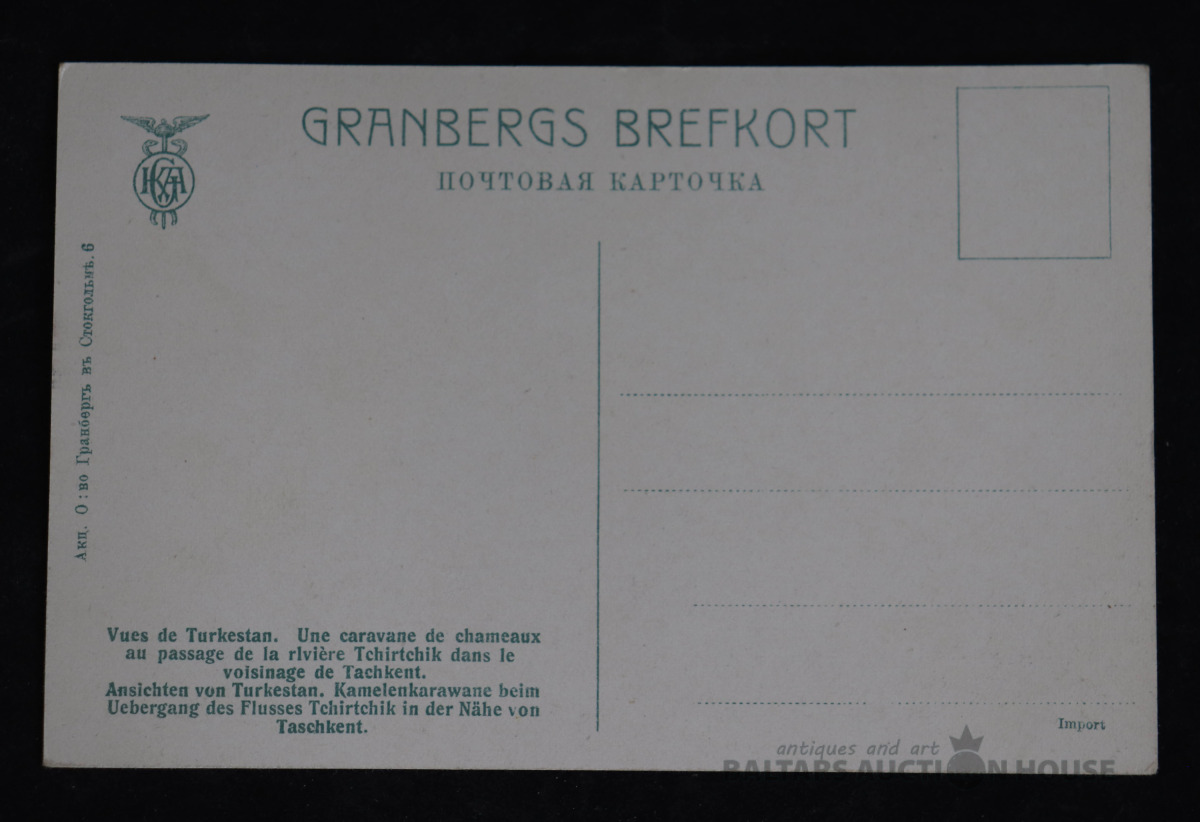 GRANBERGS BREFKORT
ПОЧТОВАЯ КАРТОЧКА
Акц. О:во Гранбергъ въ Стокгольмѣ. 6
Vues de Turkestan. Une caravane de chameaux
au passage de la rivière Tchirtchik dans le
voisinage de Tachkent.
Ansichten von Turkestan. Kamelenkarawane beim
Uebergang des Flusses Tchirtchik in der Nähe von
Taschkent.
Import
antiques and art
BALTARS AUCTION HOUSE